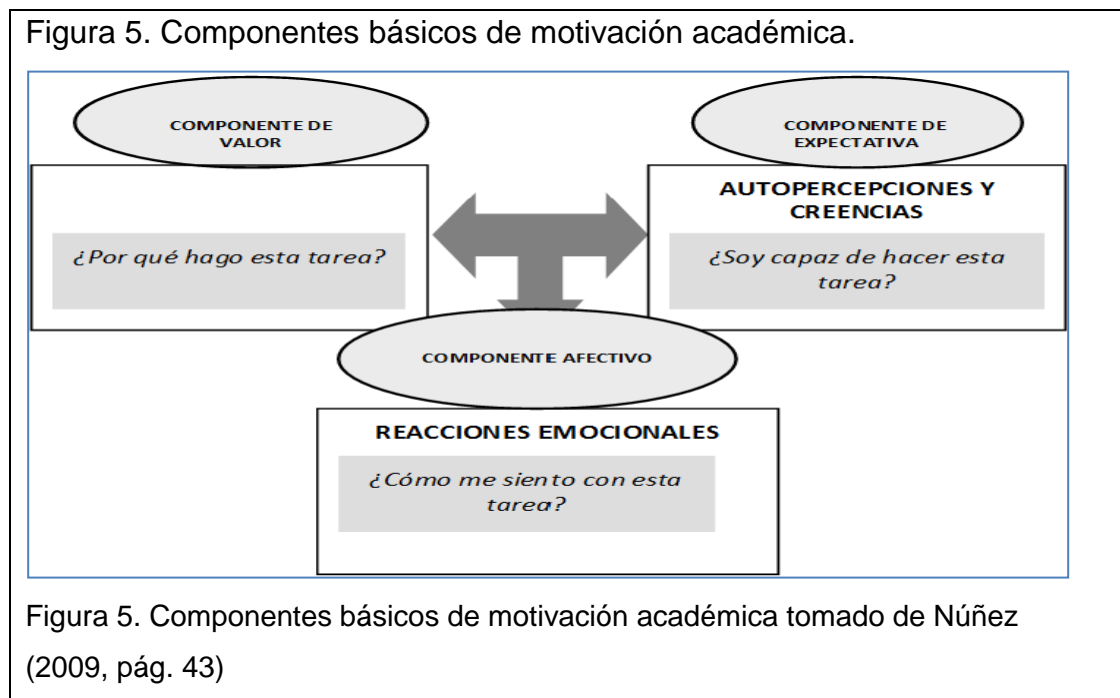 Figura 5. Componentes básicos de motivación académica.
COMPONENTE DE
VALOR
¿Por qué hago esta tarea?
COMPONENTE DE
EXPECTATIVA
AUTOPERCEPCIONES Y
CREENCIAS
¿Soy capaz de hacer esta
tarea?
COMPONENTE AFECTIVO
REACCIONES EMOCIONALES
¿Cómo me siento con esta
tarea?
Figura 5. Componentes básicos de motivación académica tomado de Núñez
(2009, pág. 43)